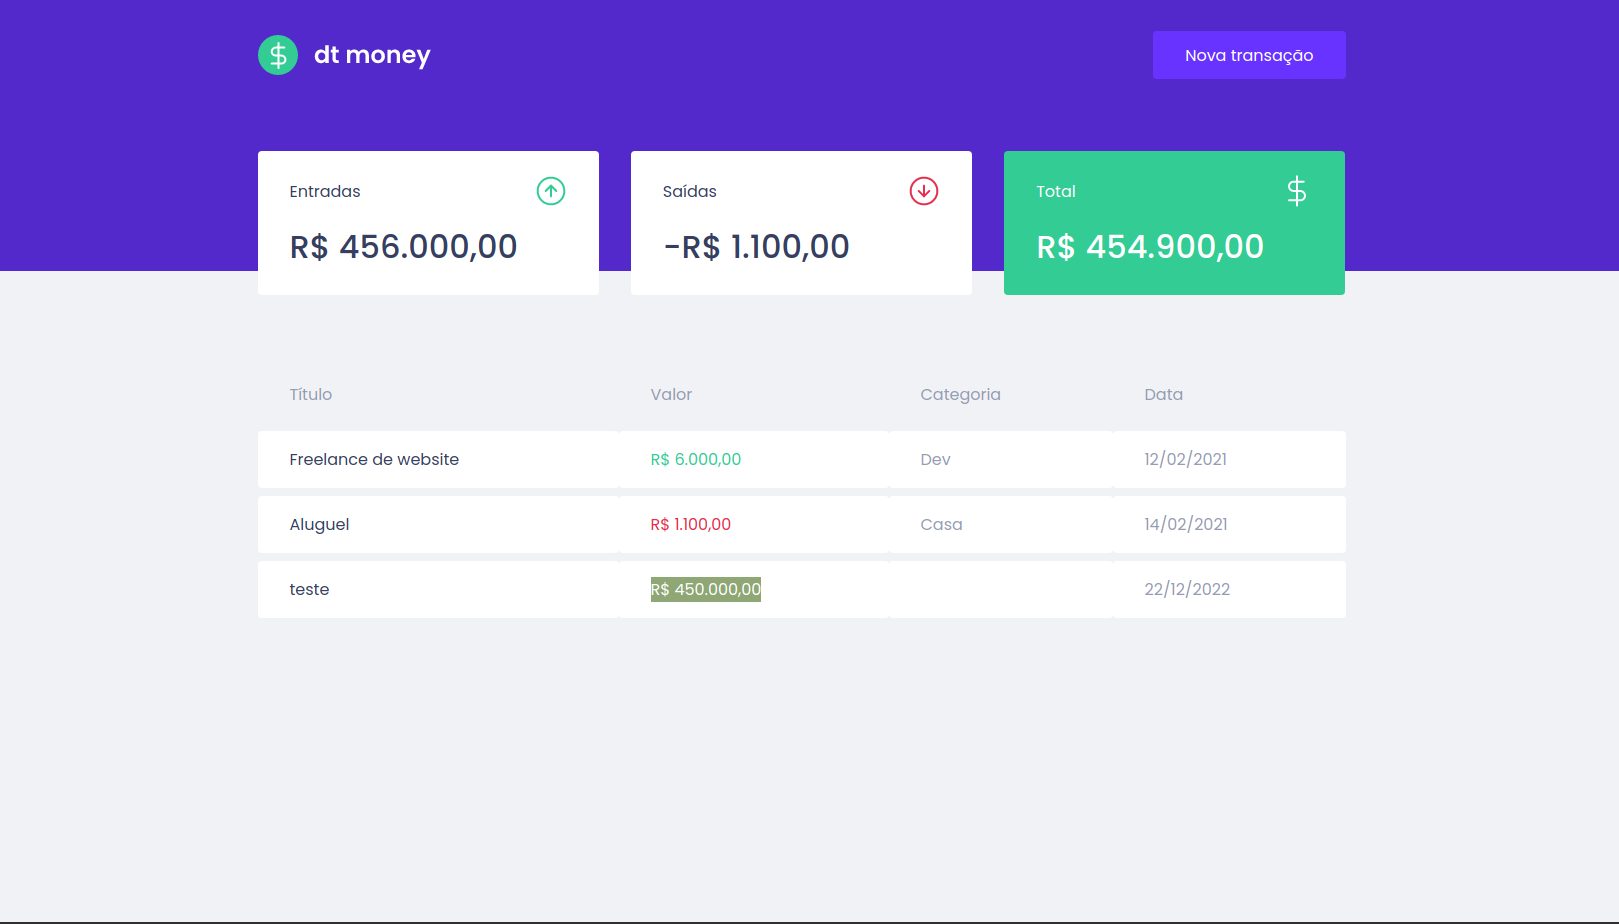 dt money
Nova transação
Entradas
R$ 456.000,00
Saídas
-R$ 1.100,00
Total
R$ 454.900,00
Título Valor Categoria Data
Freelance de website R$ 6.000,00 Dev 12/02/2021
Aluguel R$ 1.100,00 Casa 14/02/2021
teste R$ 450.000,00 22/12/2022